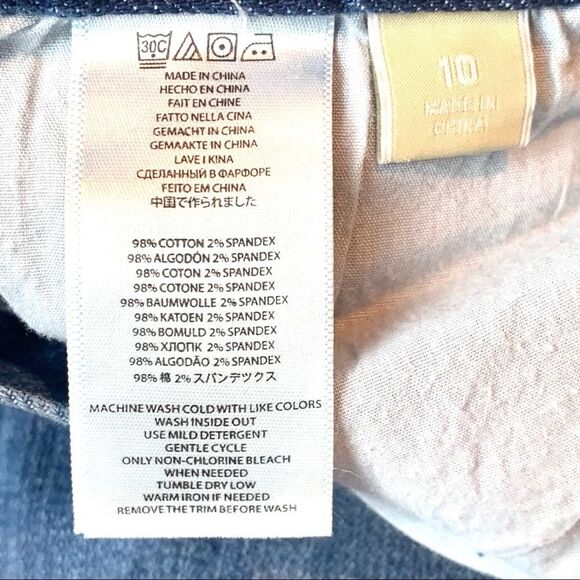 30C
MADE IN CHINA
HECHO EN CHINA
FAIT EN CHINE
FATTO NELLA CINA
GEMACHT IN CHINA
GEMAAKTE IN CHINA
LAVE I KINA
СДЕЛАННЫЙ В ФАРФОРЕ
FEITO EM CHINA
中国で作られました
98% COTTON 2% SPANDEX
98% ALGODÓN 2% SPANDEX
98% COTON 2% SPANDEX
98% COTONE 2% SPANDEX
98% BAUMWOLLE 2% SPANDEX
98% KATOEN 2% SPANDEX
98% BOMULD 2% SPANDEX
98% ХЛОПК 2% SPANDEX
98% ALGODÃO 2% SPANDEX
98% 棉 2% スパンデックス
MACHINE WASH COLD WITH LIKE COLORS
WASH INSIDE OUT
USE MILD DETERGENT
GENTLE CYCLE
ONLY NON-CHLORINE BLEACH
WHEN NEEDED
TUMBLE DRY LOW
WARM IRON IF NEEDED
REMOVE THE TRIM BEFORE WASH
10
MADE IN
CHINA